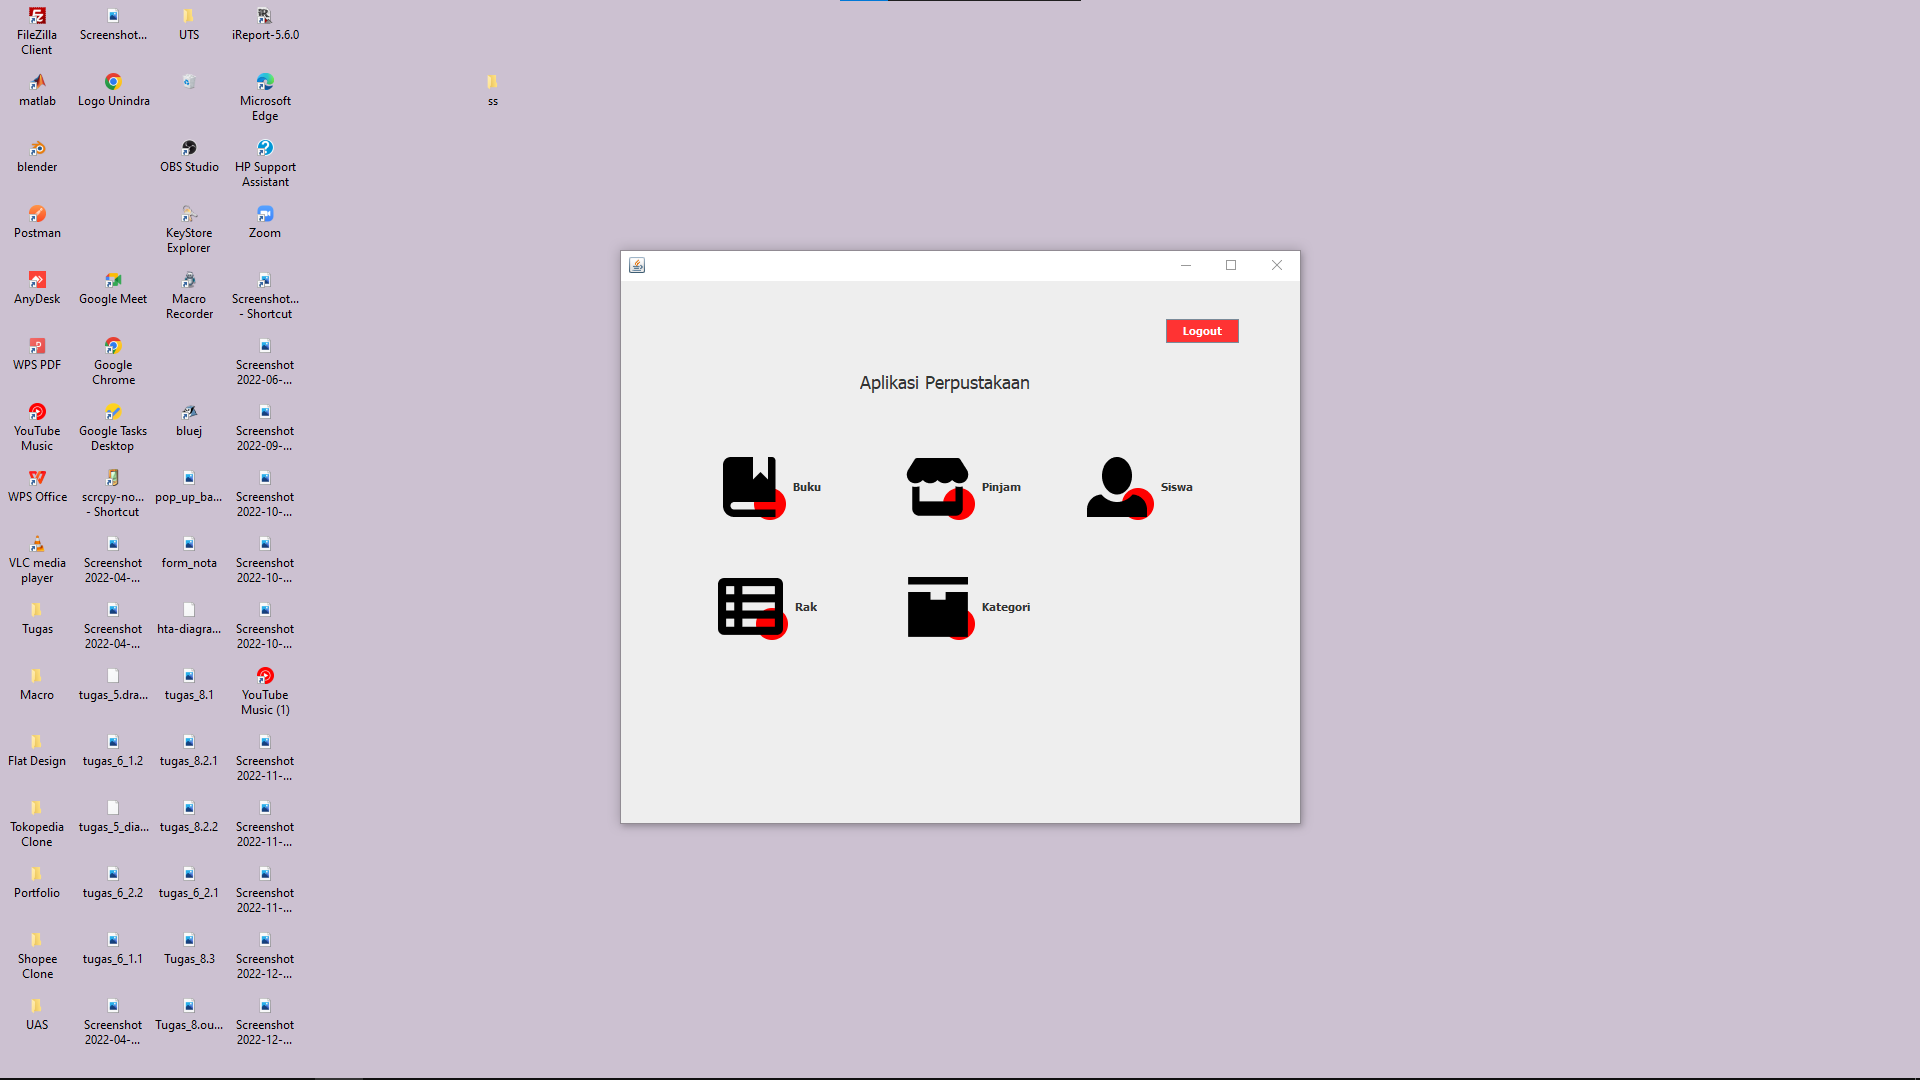 FileZilla
Client
Screenshot...
UTS
iReport-5.6.0
matlab
Logo Unindra
Microsoft
Edge
ss
blender
OBS Studio
HP Support
Assistant
Postman
KeyStore
Explorer
Zoom
AnyDesk
Google Meet
Macro
Recorder
Screenshot...
- Shortcut
WPS PDF
Google
Chrome
Screenshot
2022-06-...
YouTube
Music
Google Tasks
Desktop
bluej
Screenshot
2022-09-...
WPS Office
scrcpy-no...
- Shortcut
pop_up_ba...
Screenshot
2022-10-...
VLC media
player
Screenshot
2022-04-...
form_nota
Screenshot
2022-10-...
Tugas
Screenshot
2022-04-...
hta-diagra...
Screenshot
2022-10-...
Macro
tugas_5.dra...
tugas_8.1
YouTube
Music (1)
Flat Design
tugas_6_1.2
tugas_8.2.1
Screenshot
2022-11-...
Tokopedia
Clone
tugas_5_dia...
tugas_8.2.2
Screenshot
2022-11-...
Portfolio
tugas_6_2.2
tugas_6_2.1
Screenshot
2022-11-...
Shopee
Clone
tugas_6_1.1
Tugas_8.3
Screenshot
2022-12-...
UAS
Screenshot
2022-04-...
Tugas_8.ou...
Screenshot
2022-12-...
Logout
Aplikasi Perpustakaan
Buku
Pinjam
Siswa
Rak
Kategori